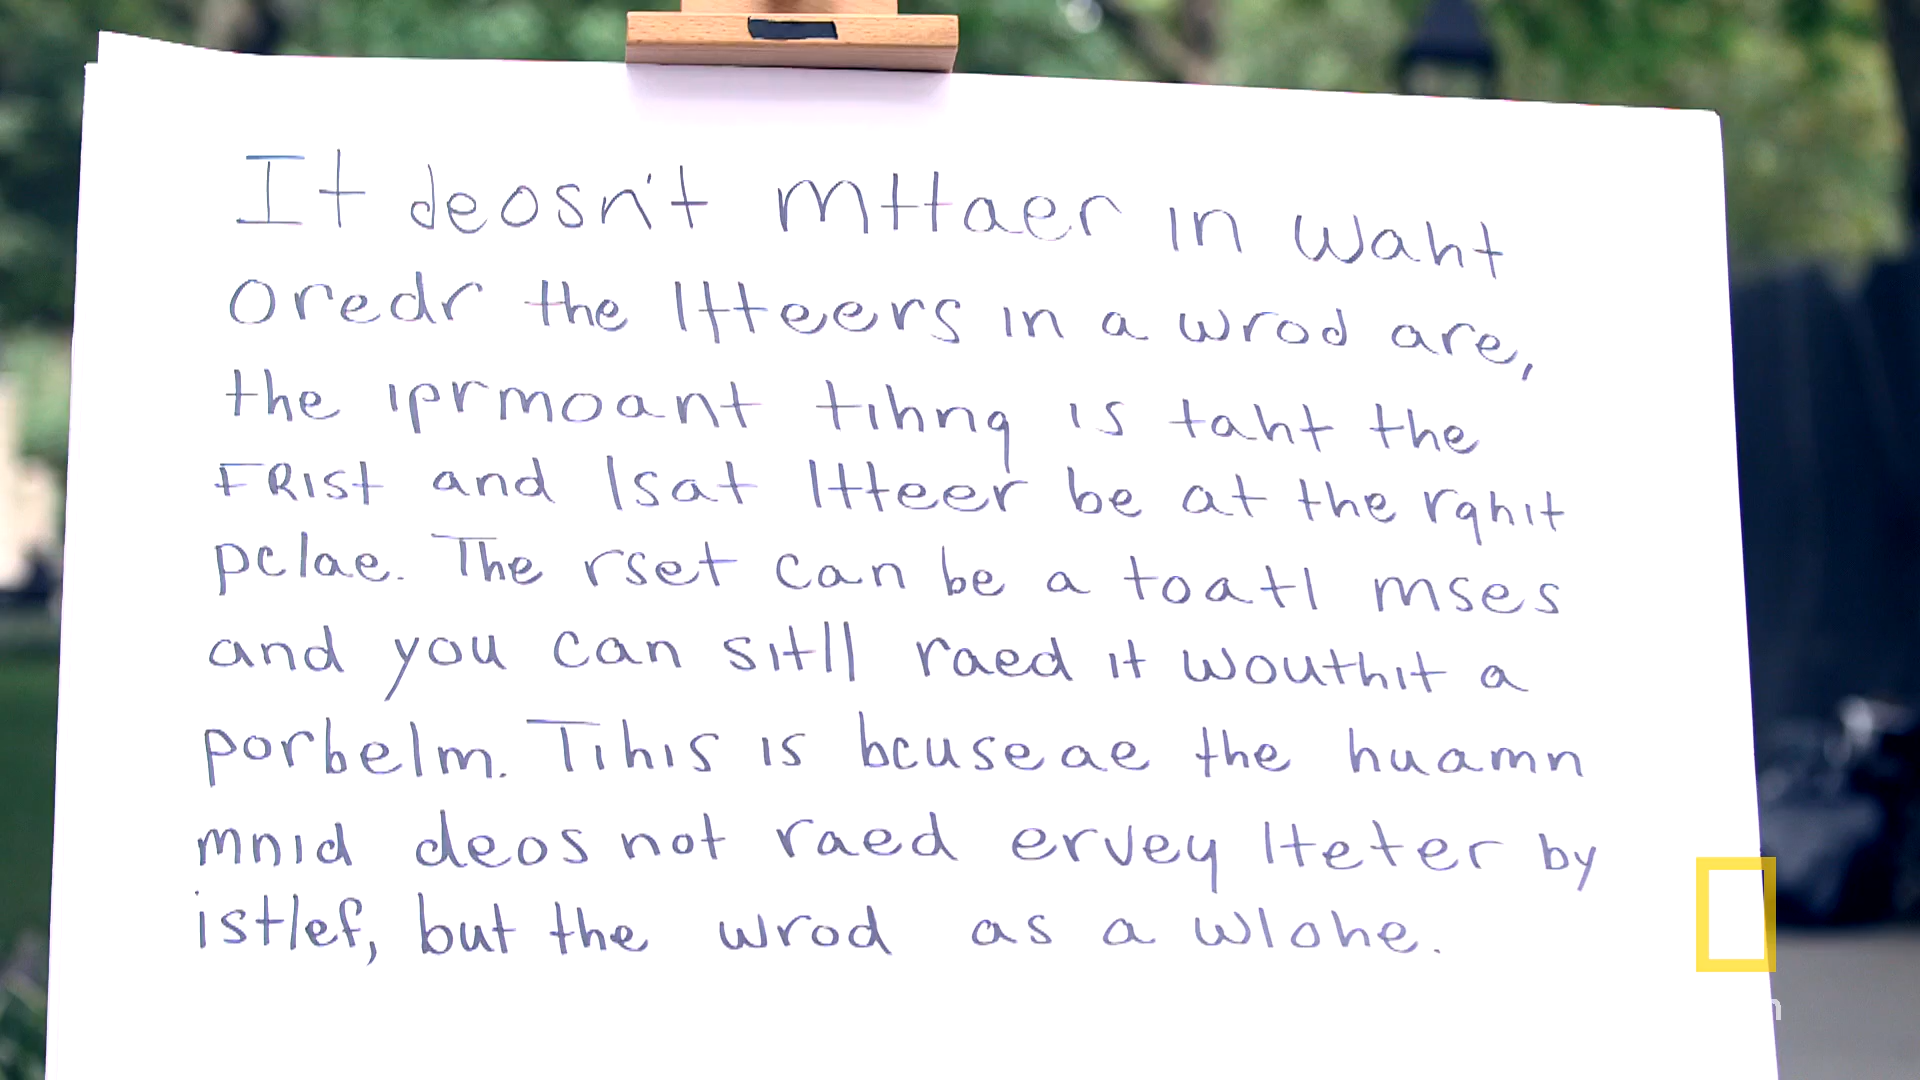 It deosn't mttaer in waht
oredr the ltteers in a wrod are,
the iprmoant tihng is taht the
FRIst and lsat ltteer be at the rghit
pclae. The rset can be a toatl mses
and you can sitll raed it wouthit a
porbelm. Tihis is bcuseae the huamn
mnid deos not raed ervey lteter by
istlef, but the wrod as a wlohe.